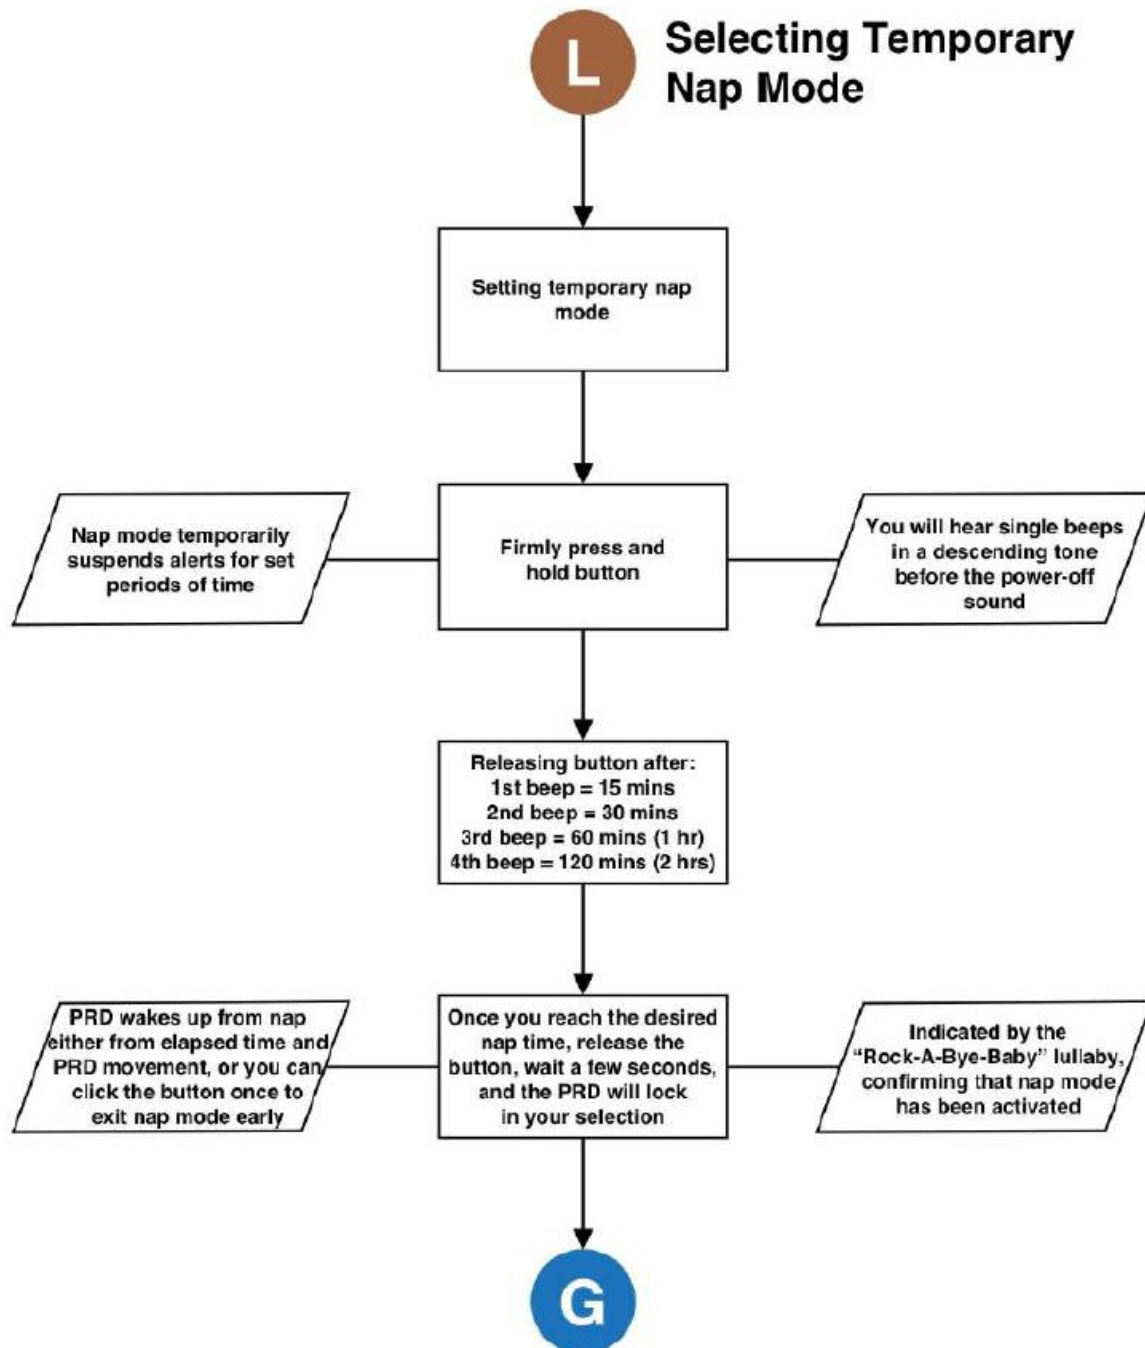 L
Selecting Temporary
Nap Mode
Setting temporary nap
mode
Nap mode temporarily
suspends alerts for set
periods of time
Firmly press and
hold button
You will hear single beeps
in a descending tone
before the power-off
sound
Releasing button after:
1st beep = 15 mins
2nd beep = 30 mins
3rd beep = 60 mins (1 hr)
4th beep = 120 mins (2 hrs)
PRD wakes up from nap
either from elapsed time and
PRD movement, or you can
click the button once to
exit nap mode early
Once you reach the desired
nap time, release the
button, wait a few seconds,
and the PRD will lock
in your selection
Indicated by the
“Rock-A-Bye-Baby” lullaby,
confirming that nap mode
has been activated
G